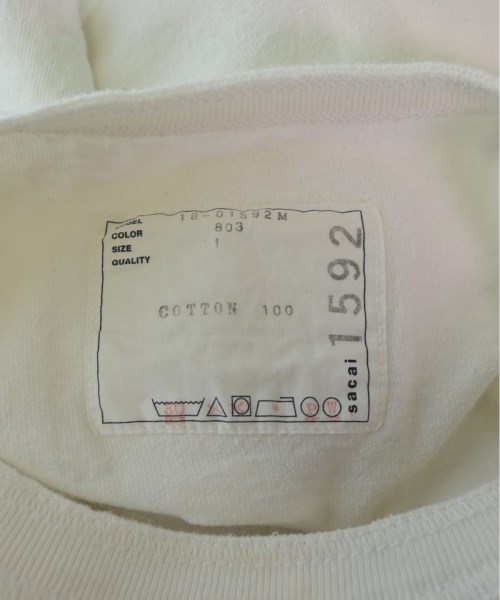 18-01592M
COLOR 803
SIZE 1
QUALITY
COTTON 100
1592
sacai